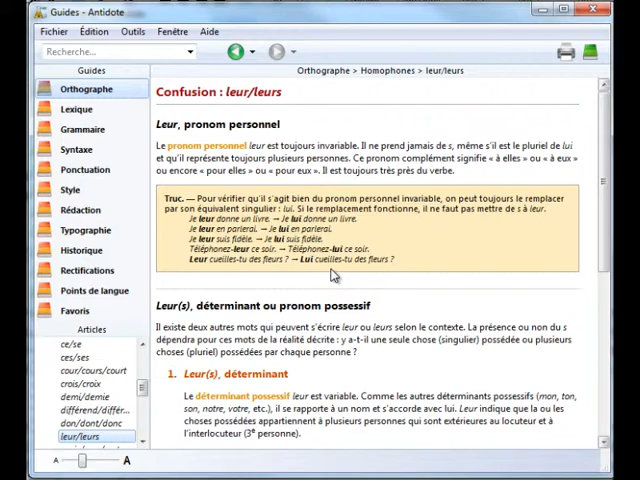 Guides - Antidote
Fichier Édition Outils Fenêtre Aide
Recherche...
Guides
Orthographe > Homophones > leur/leurs
Orthographe
Lexique
Grammaire
Syntaxe
Ponctuation
Style
Rédaction
Typographie
Historique
Rectifications
Points de langue
Favoris
Articles
ce/se
ces/ses
cour/cours/court
crois/croix
demi/demie
différend/différ...
don/dont/donc
leur/leurs
A A
Confusion : leur/leurs
Leur, pronom personnel
Le pronom personnel leur est toujours invariable. Il ne prend jamais de s, même s'il est le pluriel de lui
et qu'il représente toujours plusieurs personnes. Ce pronom complément signifie « à elles » ou « à eux »
ou encore « pour elles » ou « pour eux ». Il est toujours très près du verbe.
Truc. — Pour vérifier qu'il s'agit bien du pronom personnel invariable, on peut toujours le remplacer
par son équivalent singulier : lui. Si le remplacement fonctionne, il ne faut pas mettre de s à leur.
Je leur donne un livre. → Je lui donne un livre.
Je leur en parlerai. → Je lui en parlerai.
Je leur suis fidèle. → Je lui suis fidèle.
Téléphonez-leur ce soir. → Téléphonez-lui ce soir.
Leur cueilles-tu des fleurs ? → Lui cueilles-tu des fleurs ?
Leur(s), déterminant ou pronom possessif
Il existe deux autres mots qui peuvent s'écrire leur ou leurs selon le contexte. La présence ou non du s
dépendra pour ces mots de la réalité décrite : y a-t-il une seule chose (singulier) possédée ou plusieurs
choses (pluriel) possédées par chaque personne ?
1. Leur(s), déterminant
Le déterminant possessif leur est variable. Comme les autres déterminants possessifs (mon, ton,
son, notre, votre, etc.), il se rapporte à un nom et s'accorde avec lui. Leur indique que la ou les
choses possédées appartiennent à plusieurs personnes qui sont extérieures au locuteur et à
l'interlocuteur (3e personne).